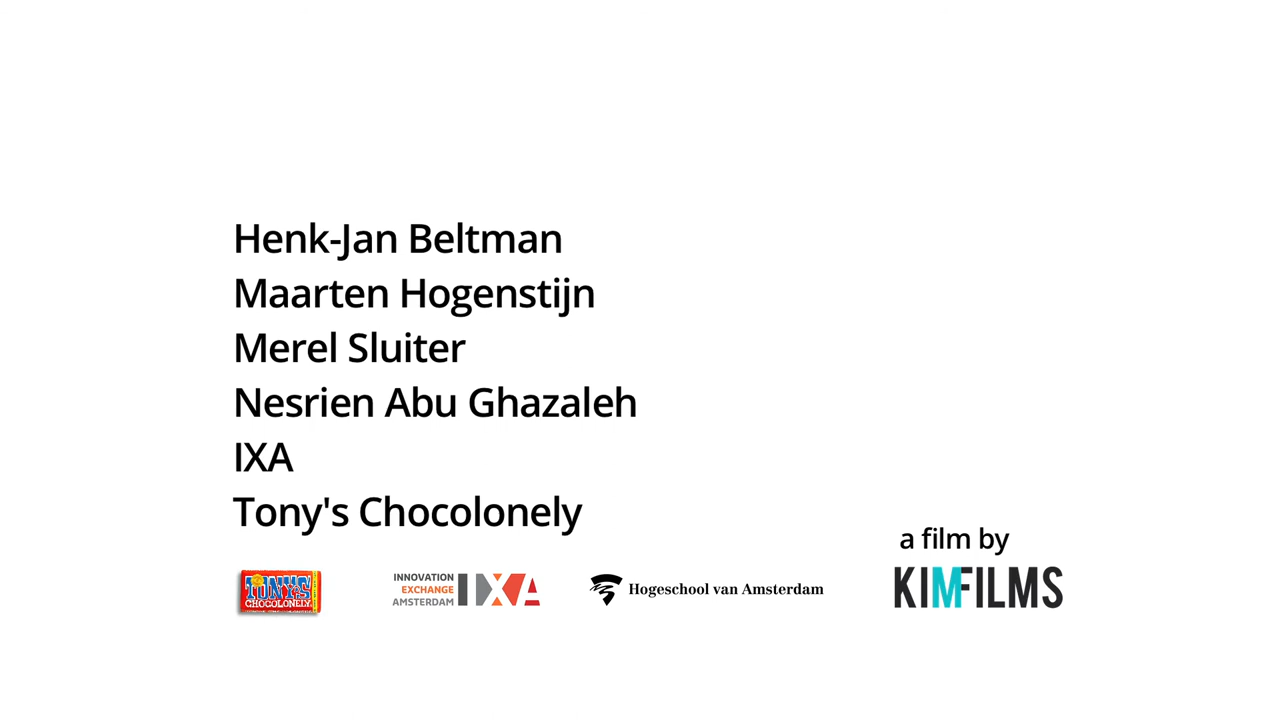 Henk-Jan Beltman
Maarten Hogenstijn
Merel Sluiter
Nesrien Abu Ghazaleh
IXA
Tony's Chocolonely
a film by
KIMFILMS
TONY'S
CHOCOLONELY
INNOVATION
EXCHANGE
AMSTERDAM
IXA
Hogeschool van Amsterdam